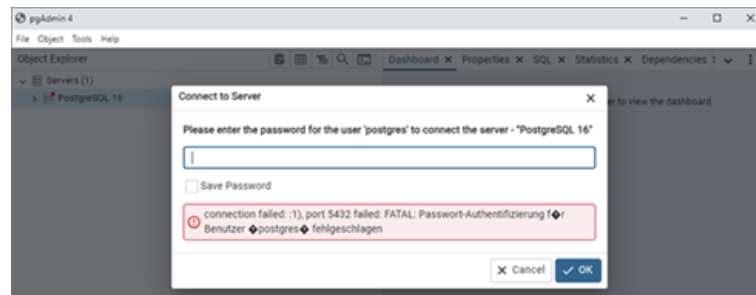 pgAdmin 4
File Object Tools Help
Object Explorer
Dashboard X Properties X SQL X Statistics X Dependencies
Servers (1)
PostgreSQL 16
er to view the dashboard.
Connect to Server
Please enter the password for the user 'postgres' to connect the server - "PostgreSQL 16"
Save Password
connection failed: :1), port 5432 failed: FATAL: Passwort-Authentifizierung f�r
Benutzer �postgres� fehlgeschlagen
X Cancel ✓ OK